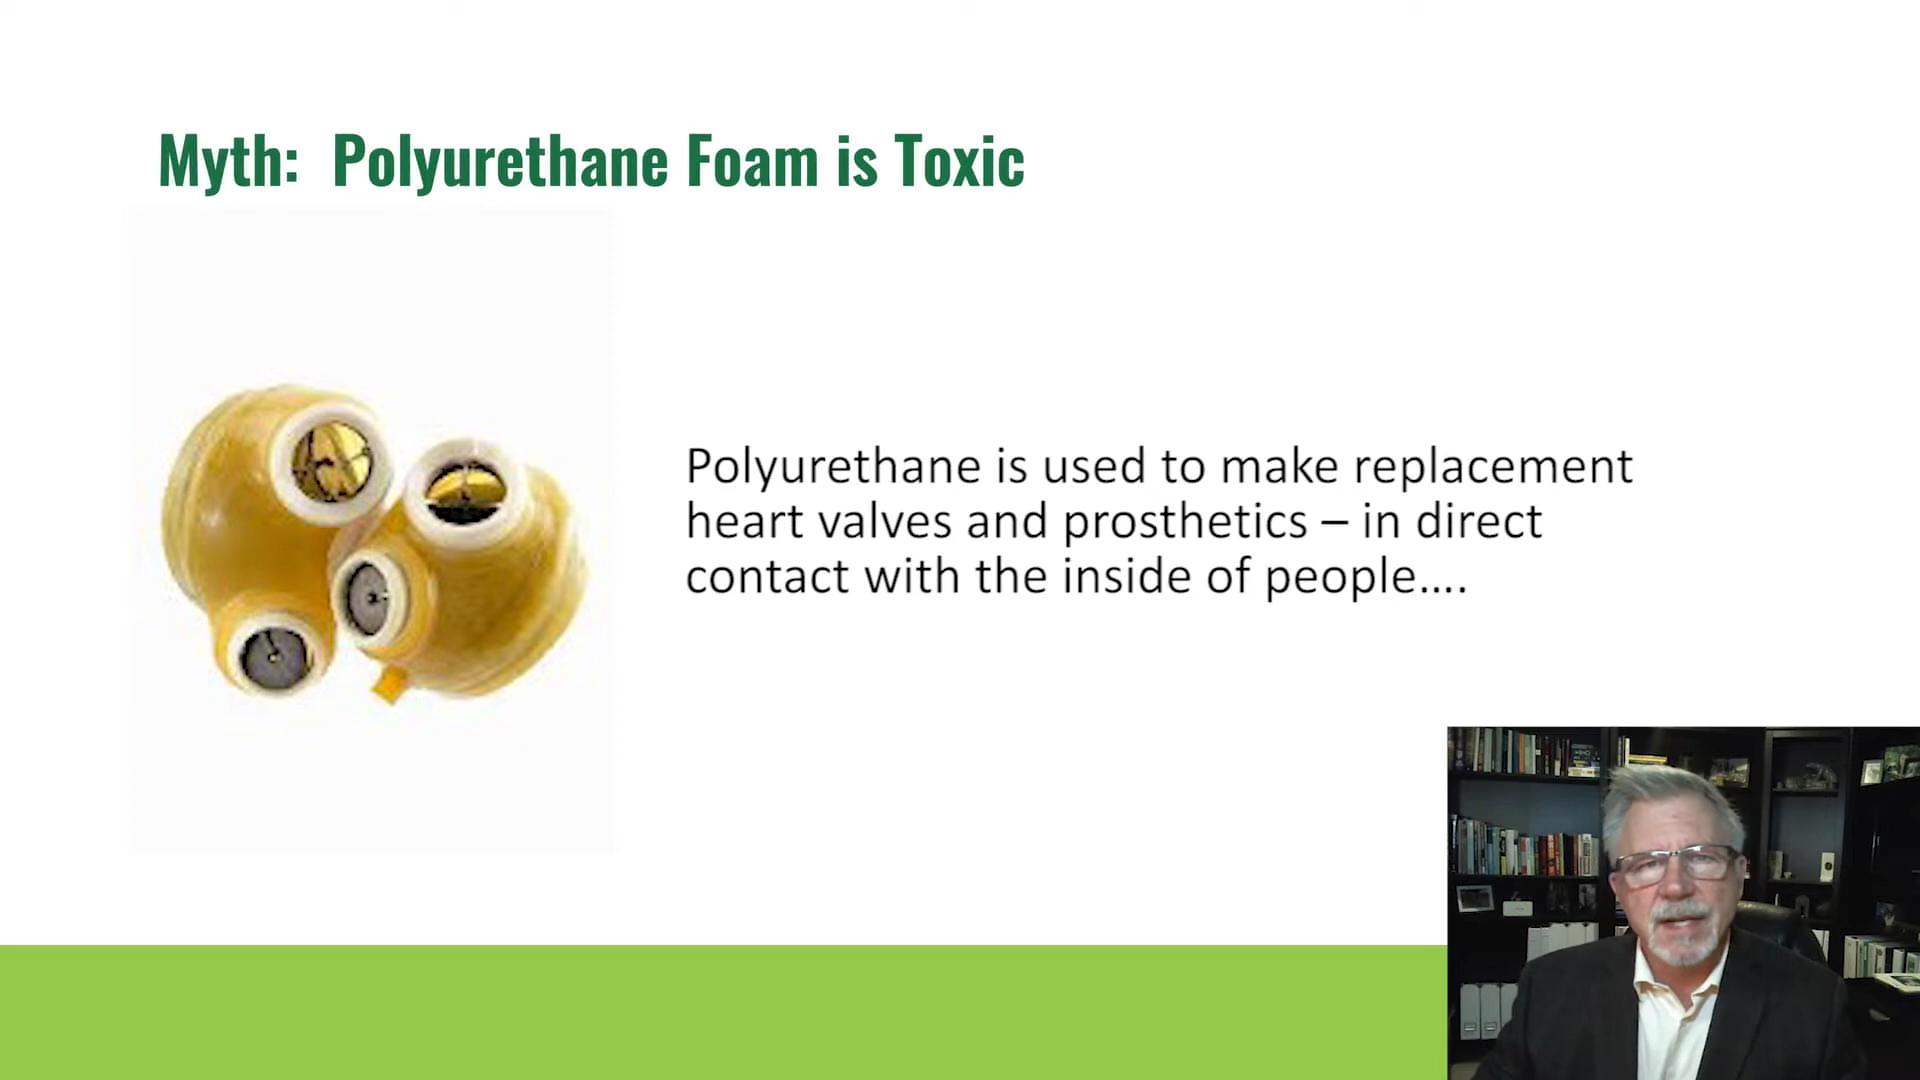 Myth: Polyurethane Foam is Toxic
Polyurethane is used to make replacement
heart valves and prosthetics – in direct
contact with the inside of people….